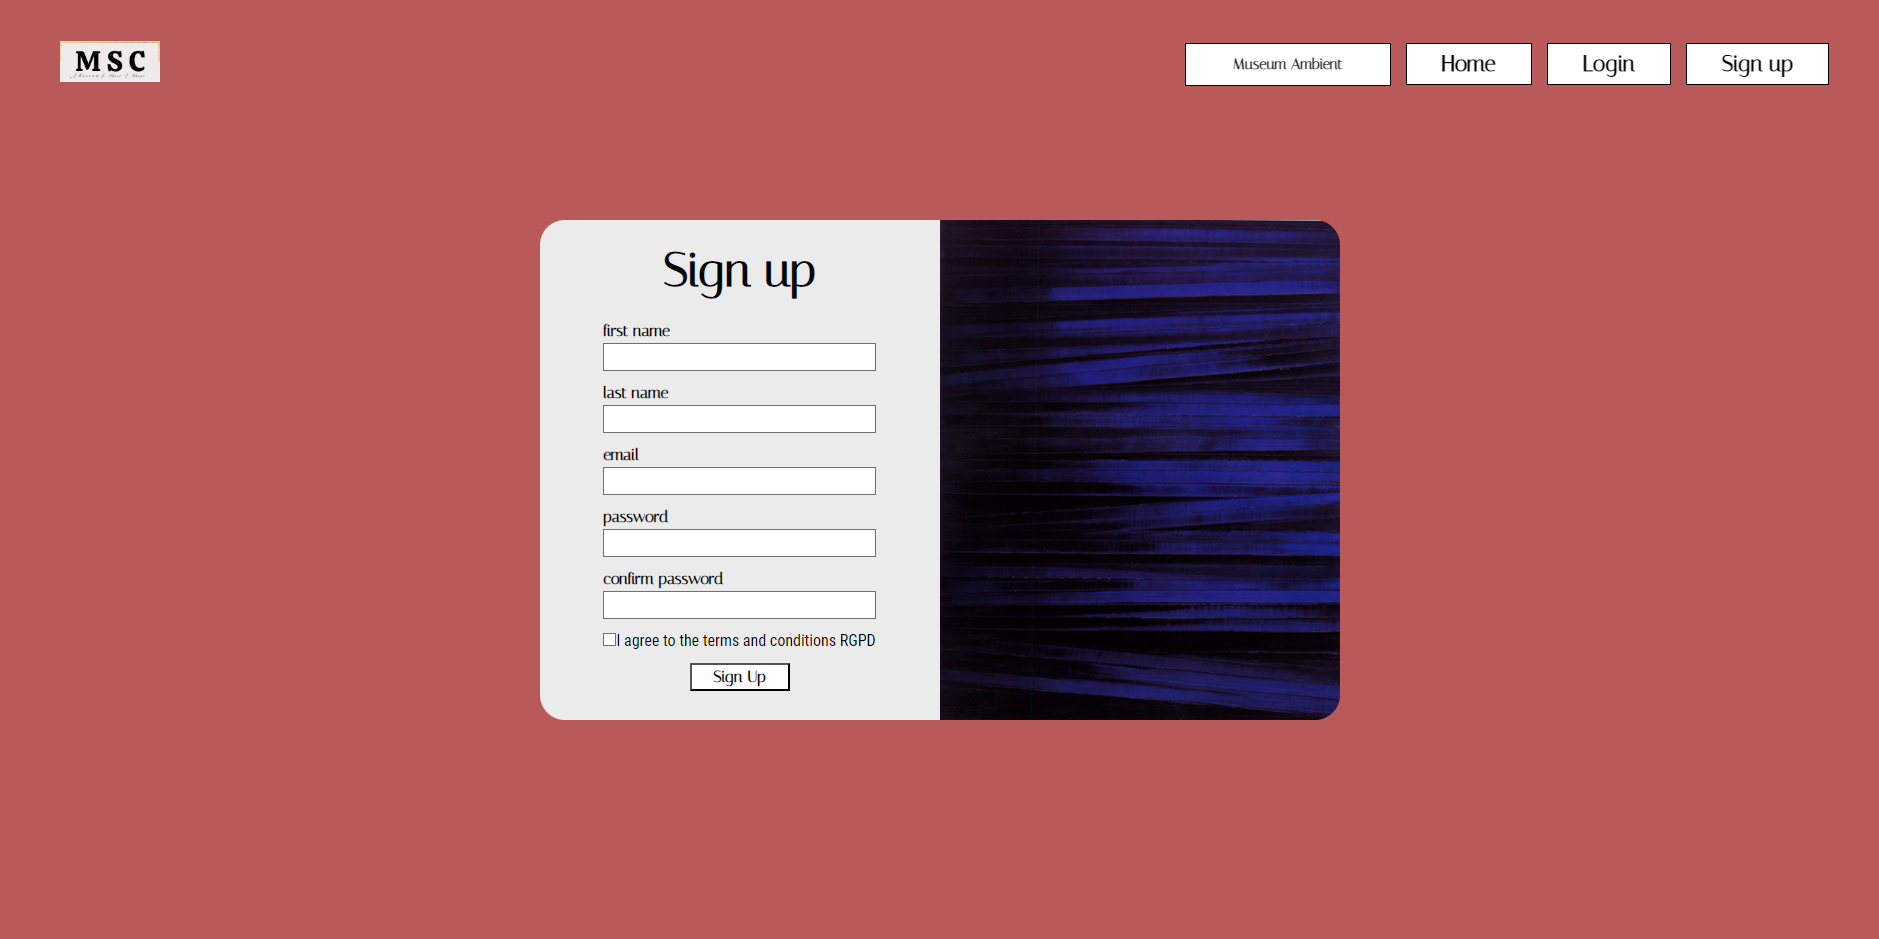 MSC
Museum Ambient
Home
Login
Sign up
Sign up
first name
last name
email
password
confirm password
I agree to the terms and conditions RGPD
Sign Up